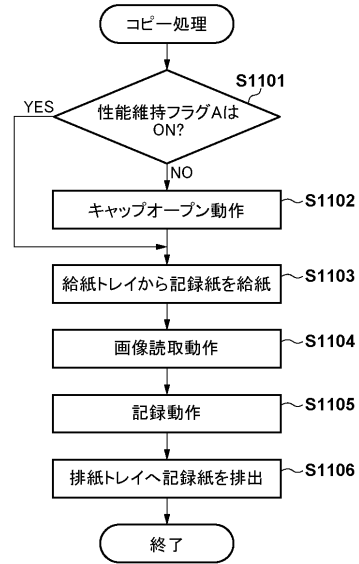 コピー処理
S1101
性能維持フラグAは
ON?
YES
NO
キャップオープン動作
S1102
給紙トレイから記録紙を給紙
S1103
画像読取動作
S1104
記録動作
S1105
排紙トレイへ記録紙を排出
S1106
終了